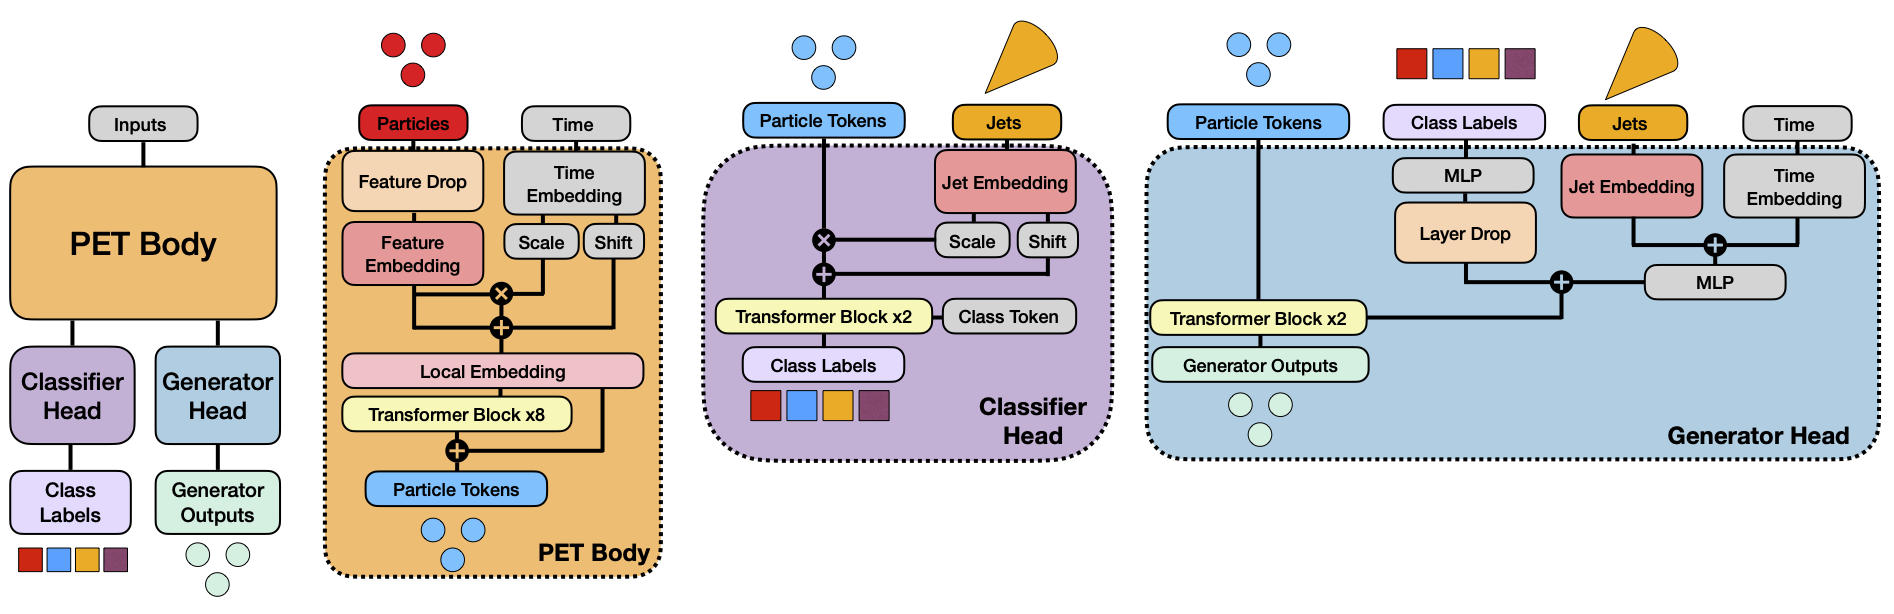 Inputs
PET Body
Classifier
Head
Generator
Head
Class
Labels
Generator
Outputs
Particles
Time
Feature Drop
Time
Embedding
Feature
Embedding
Scale
Shift
Local Embedding
Transformer Block x8
Particle Tokens
PET Body
Particle Tokens
Jets
Jet Embedding
Scale
Shift
Transformer Block x2
Class Token
Class Labels
Classifier
Head
Particle Tokens
Class Labels
Jets
Time
MLP
Jet Embedding
Time
Embedding
Layer Drop
MLP
Transformer Block x2
Generator Outputs
Generator Head